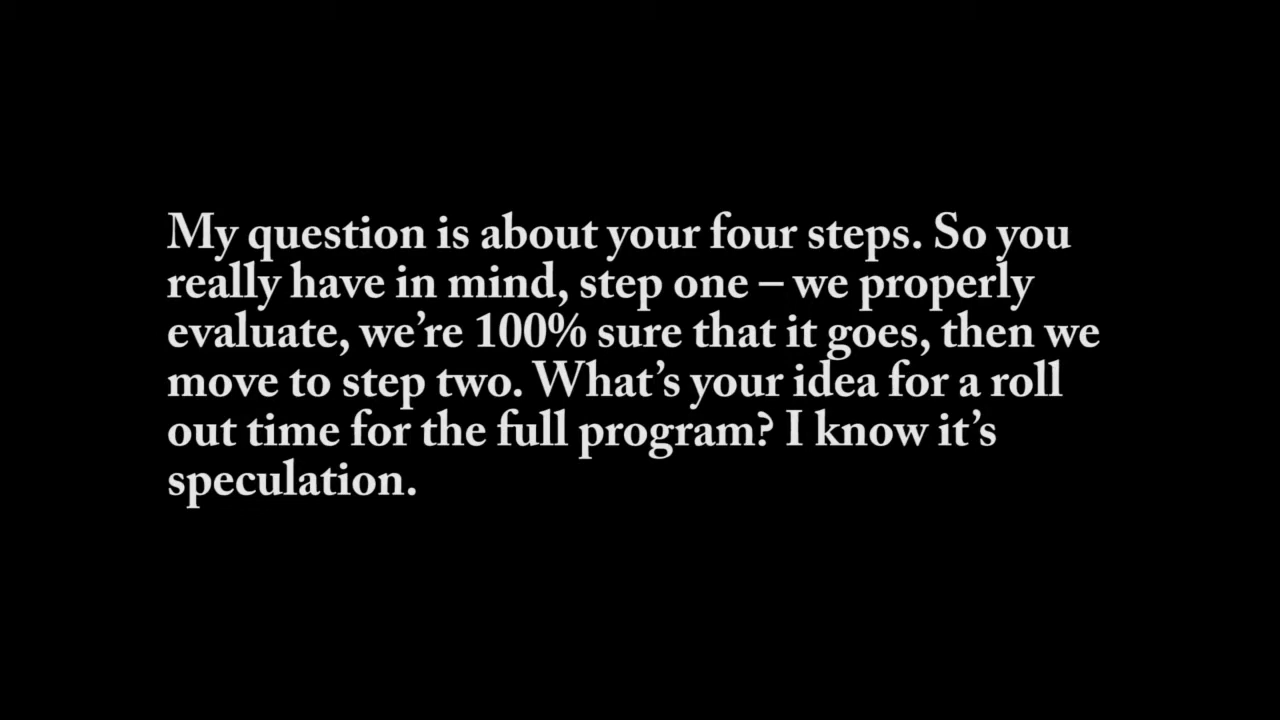 My question is about your four steps. So you
really have in mind, step one – we properly
evaluate, we’re 100% sure that it goes, then we
move to step two. What’s your idea for a roll
out time for the full program? I know it’s
speculation.